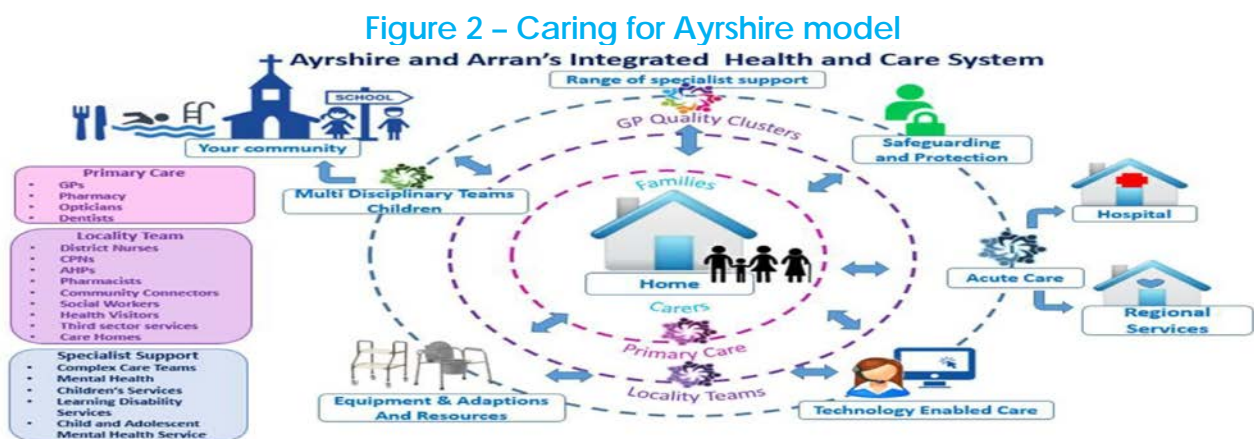 Figure 2 – Caring for Ayrshire model
Ayrshire and Arran's Integrated Health and Care System
Range of specialist support
GP Quality Clusters
SCHOOL
Your community
Safeguarding
and Protection
Primary Care
• GPs
• Pharmacy
• Opticians
• Dentists
Multi Disciplinary Teams
Children
Families
Home
Carers
Primary Care
Locality Teams
Hospital
Acute Care
Regional
Services
Locality Team
• District Nurses
• CPNs
• AHPs
• Pharmacists
• Community Connectors
• Social Workers
• Health Visitors
• Third sector services
• Care Homes
Specialist Support
• Complex Care Teams
• Mental Health
• Children's Services
• Learning Disability
Services
• Child and Adolescent
Mental Health Service
Equipment & Adaptions
And Resources
Technology Enabled Care